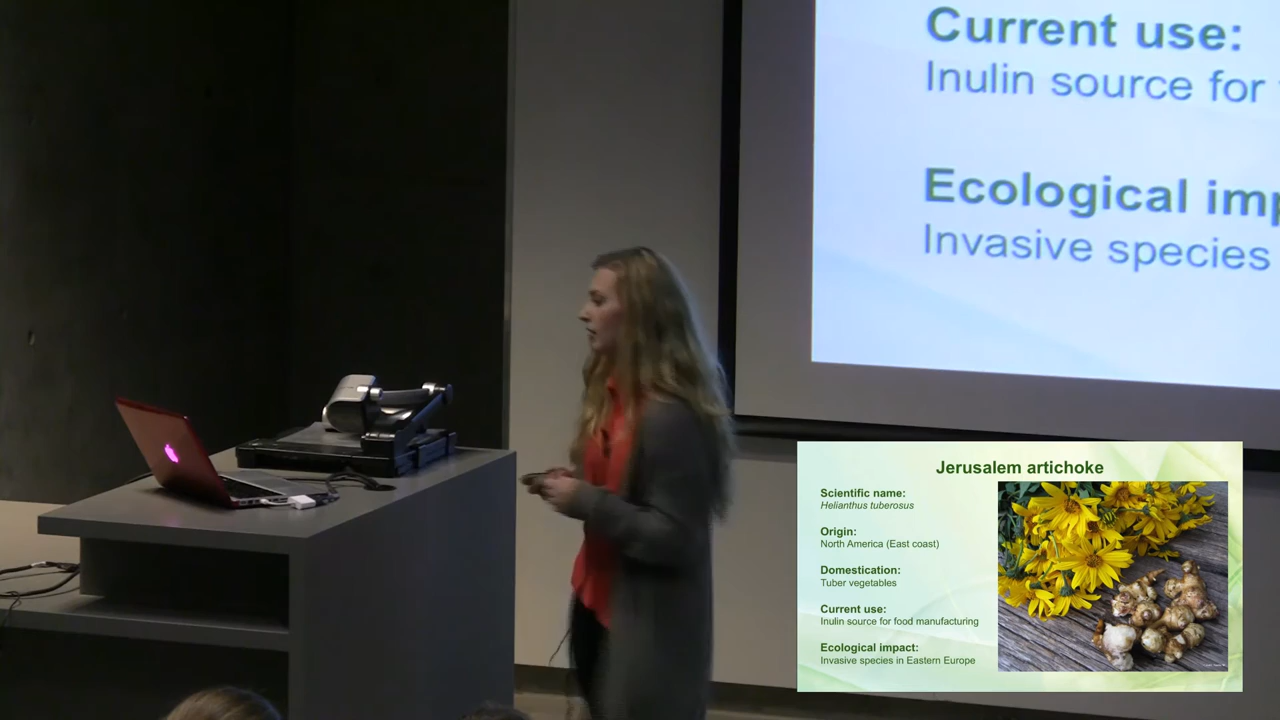 Current use:
Inulin source for
Ecological imp
Invasive species
Jerusalem artichoke
Scientific name:
Helianthus tuberosus
Origin:
North America (East coast)
Domestication:
Tuber vegetables
Current use:
Inulin source for food manufacturing
Ecological impact:
Invasive species in Eastern Europe